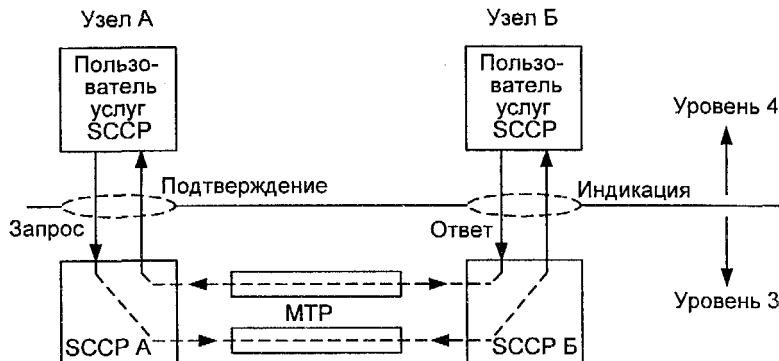 Узел А
Узел Б
Пользо-
ватель
услуг
SCCP
Пользо-
ватель
услуг
SCCP
Уровень 4
Подтверждение
Индикация
Запрос
Ответ
МТР
Уровень 3
SCCP А
SCCP Б